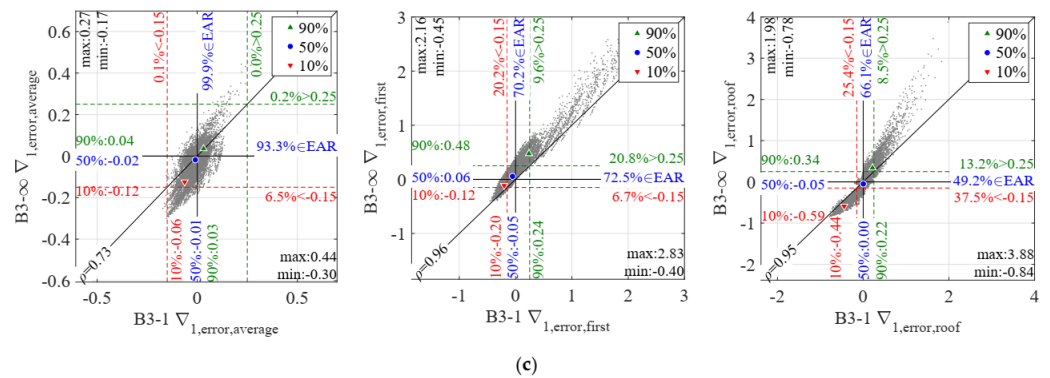 max:0.27
min:-0.17
0.1%<-0.15
99.9%∈EAR
0.0%>0.25
90%
50%
10%
0.2%>0.25
90%:0.04
50%:-0.02
93.3%∈EAR
10%:-0.12
6.5%<-0.15
10%:-0.06
50%:-0.01
90%:0.03
max:0.44
min:-0.30
ρ=0.73
0.6
0.4
0.2
0
-0.2
-0.4
-0.6
-0.5
0
0.5
B3-∞ ∇1,error,average
B3-1 ∇1,error,average
max:2.16
min:-0.45
20.2%<-0.15
70.2%∈EAR
9.6%>0.25
90%
50%
10%
90%:0.48
20.8%>0.25
50%:0.06
72.5%∈EAR
10%:-0.12
6.7%<-0.15
10%:-0.20
50%:-0.05
90%:0.24
max:2.83
min:-0.40
ρ=0.96
3
2
1
0
-1
-1
0
1
2
3
B3-∞ ∇1,error,first
B3-1 ∇1,error,first
max:1.98
min:-0.78
25.4%<-0.15
66.1%∈EAR
8.5%>0.25
90%
50%
10%
90%:0.34
13.2%>0.25
50%:-0.05
49.2%∈EAR
37.5%<-0.15
10%:-0.59
10%:-0.44
50%:0.00
90%:0.22
max:3.88
min:-0.84
ρ=0.95
4
2
0
-2
-2
0
2
4
B3-∞ ∇1,error,roof
B3-1 ∇1,error,roof
(c)